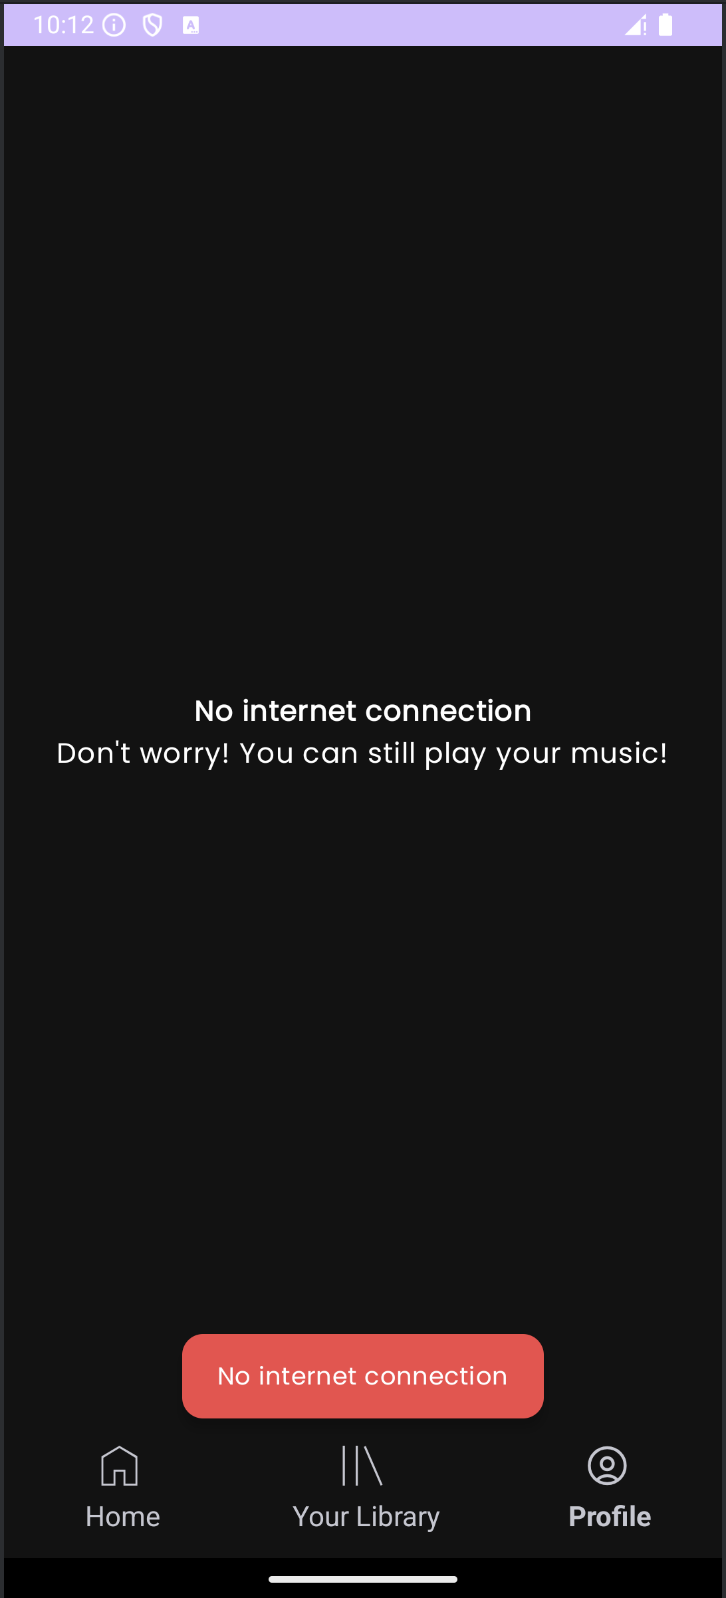 10:12
No internet connection
Don't worry! You can still play your music!
No internet connection
Home Your Library Profile